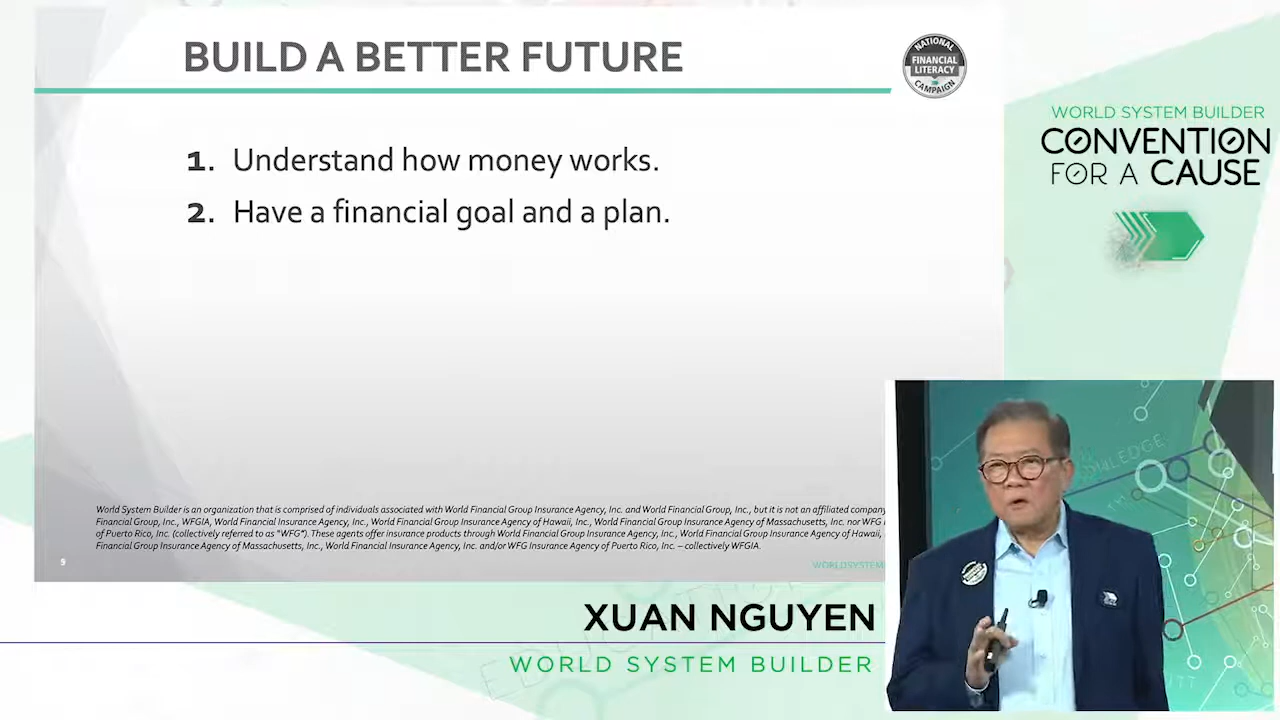 BUILD A BETTER FUTURE
NATIONAL
FINANCIAL
LITERACY
CAMPAIGN
WORLD SYSTEM BUILDER
CONVENTION
FOR A CAUSE
1. Understand how money works.
2. Have a financial goal and a plan.
World System Builder is an organization that is comprised of individuals associated with World Financial Group Insurance Agency, Inc. and World Financial Group, Inc., but it is not an affiliated company
Financial Group, Inc., WFGIA, World Financial Insurance Agency, Inc., World Financial Group Insurance Agency of Hawaii, Inc., World Financial Group Insurance Agency of Massachusetts, Inc. nor WFG
of Puerto Rico, Inc. (collectively referred to as "WFG"). These agents offer insurance products through World Financial Group Insurance Agency, Inc., World Financial Group Insurance Agency of Hawaii,
Financial Group Insurance Agency of Massachusetts, Inc., World Financial Insurance Agency, Inc. and/or WFG Insurance Agency of Puerto Rico, Inc. – collectively WFGIA.
9
WORLDSYSTEM
XUAN NGUYEN
WORLD SYSTEM BUILDER